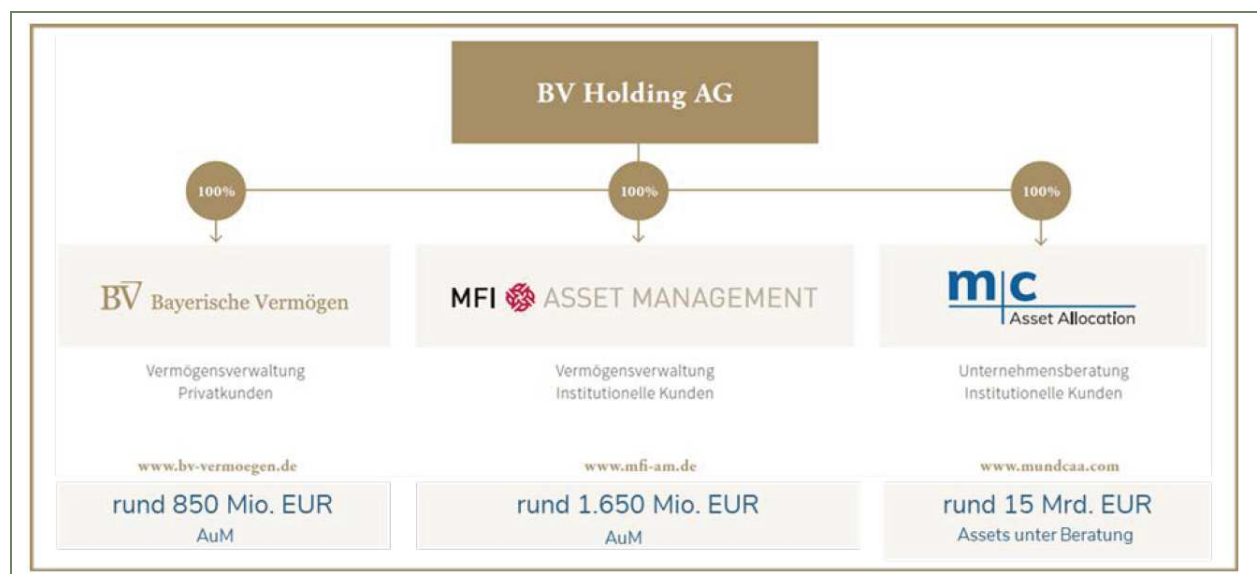 BV Holding AG
100%
100%
100%
BV Bayerische Vermögen
MFI ASSET MANAGEMENT
m|c
Asset Allocation
Vermögensverwaltung
Privatkunden
Vermögensverwaltung
Institutionelle Kunden
Unternehmensberatung
Institutionelle Kunden
www.bv-vermoegen.de
www.mfi-am.de
www.mundcaa.com
rund 850 Mio. EUR
AuM
rund 1.650 Mio. EUR
AuM
rund 15 Mrd. EUR
Assets unter Beratung